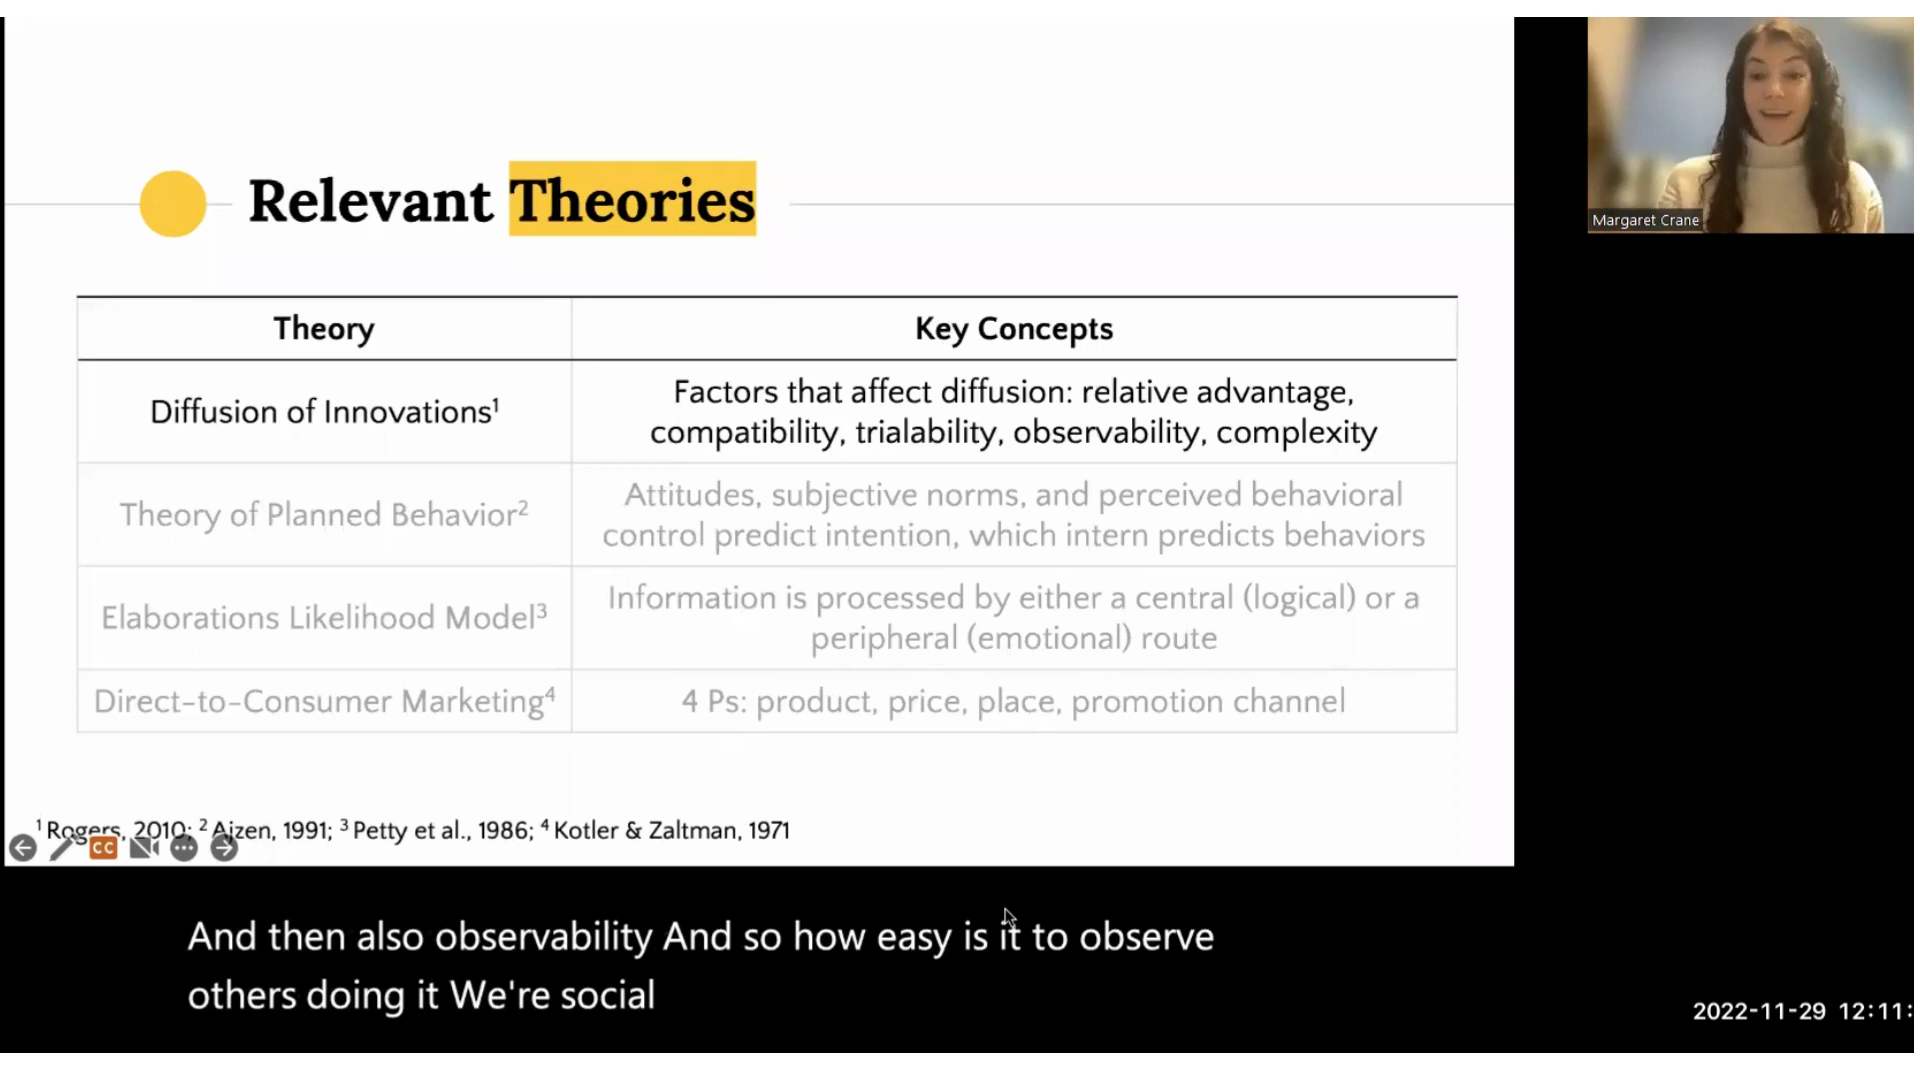 Relevant Theories
Theory
Key Concepts
Diffusion of Innovations¹
Factors that affect diffusion: relative advantage,
compatibility, trialability, observability, complexity
Theory of Planned Behavior²
Attitudes, subjective norms, and perceived behavioral
control predict intention, which intern predicts behaviors
Elaborations Likelihood Model³
Information is processed by either a central (logical) or a
peripheral (emotional) route
Direct-to-Consumer Marketing⁴
4 Ps: product, price, place, promotion channel
¹ Rogers, 2010; ² Ajzen, 1991; ³ Petty et al., 1986; ⁴ Kotler & Zaltman, 1971
CC
Margaret Crane
And then also observability And so how easy is it to observe
others doing it We're social
2022-11-29 12:11: